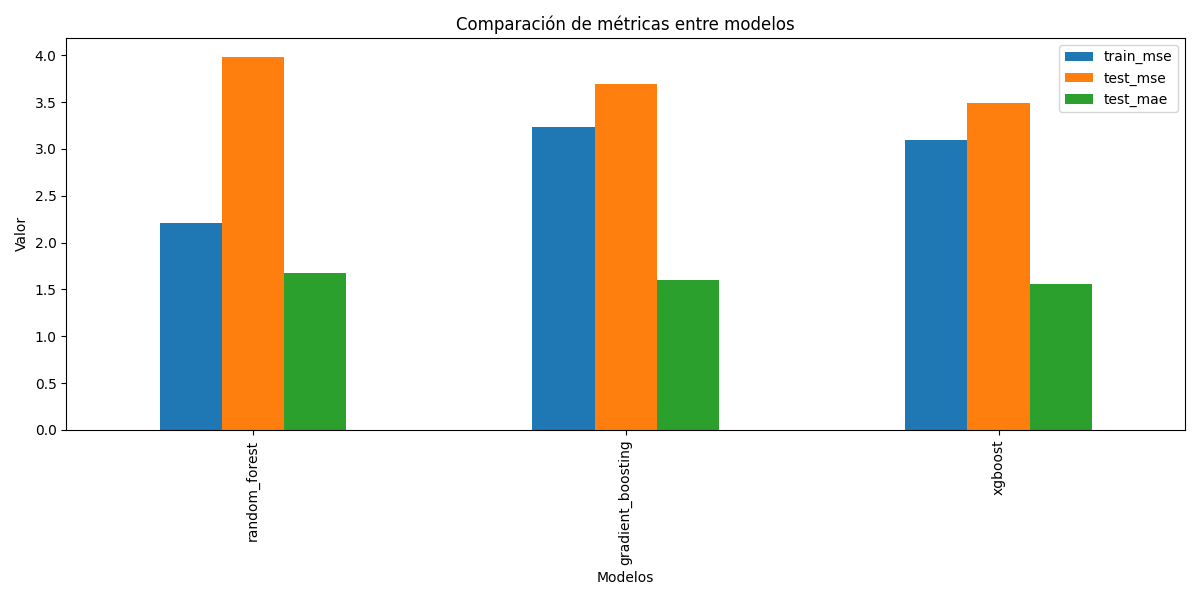 Comparación de métricas entre modelos
train_mse
test_mse
test_mae
Valor
4.0
3.5
3.0
2.5
2.0
1.5
1.0
0.5
0.0
random_forest
gradient_boosting
xgboost
Modelos